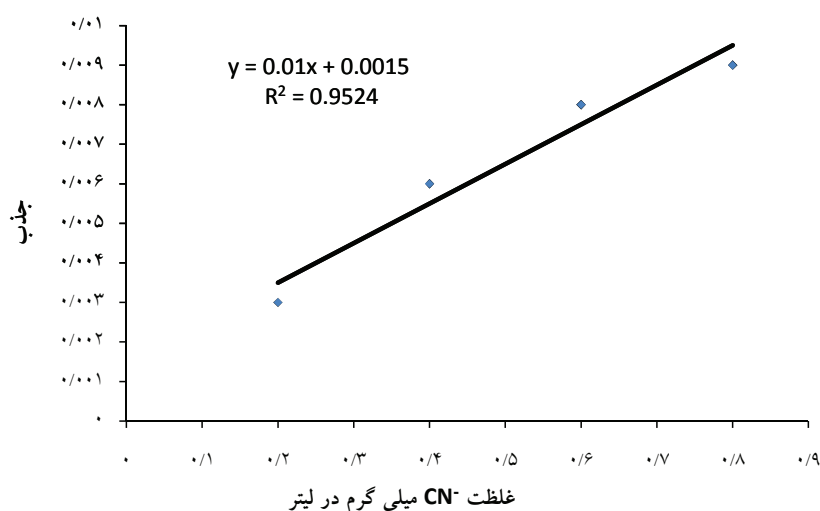 ۰/۰۱
۰/۰۰۹
۰/۰۰۸
۰/۰۰۷
۰/۰۰۶
۰/۰۰۵
۰/۰۰۴
۰/۰۰۳
۰/۰۰۲
۰/۰۰۱
۰
جذب
y = 0.01x + 0.0015
R² = 0.9524
۰ ۰/۱ ۰/۲ ۰/۳ ۰/۴ ۰/۵ ۰/۶ ۰/۷ ۰/۸ ۰/۹
غلظت CN⁻ میلی گرم در لیتر